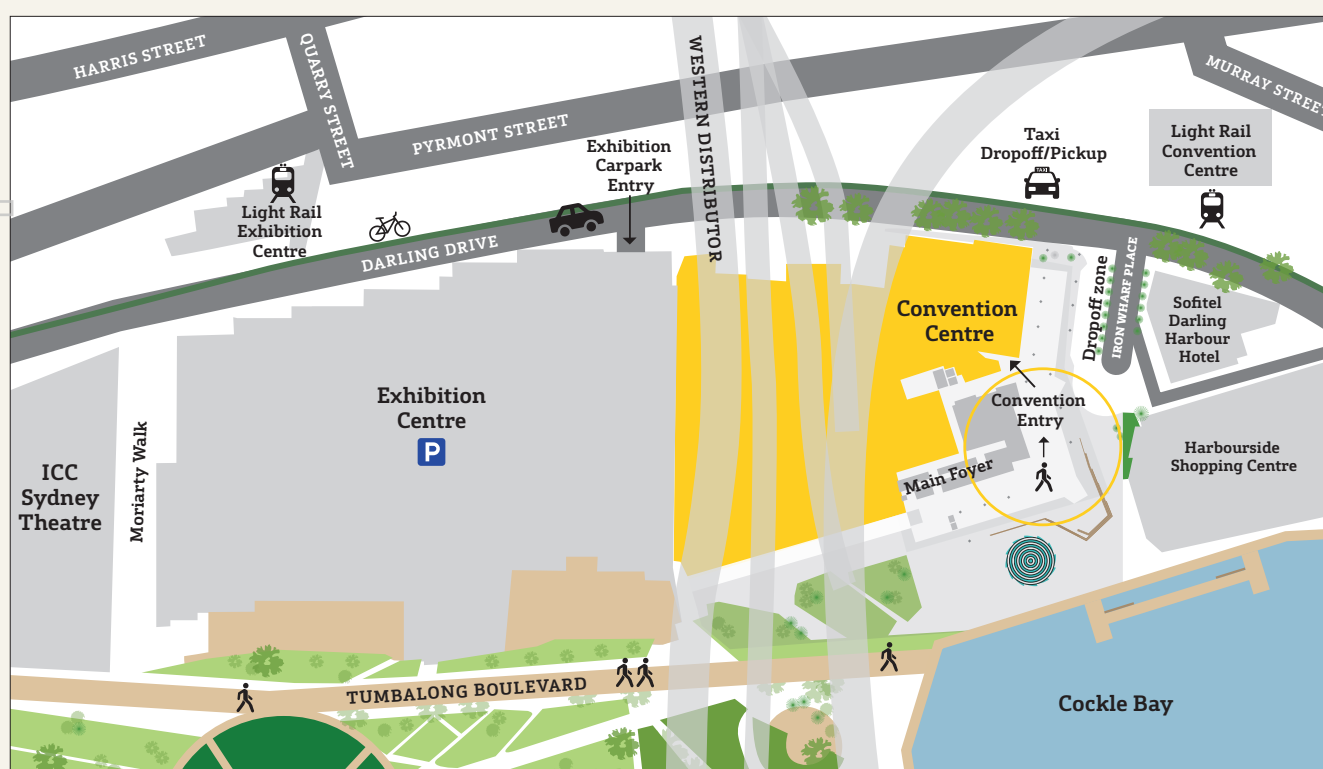 HARRIS STREET
QUARRY STREET
PYRMONT STREET
WESTERN DISTRIBUTOR
MURRAY STREET
Exhibition
Carpark
Entry
Taxi
Dropoff/Pickup
TAXI
Light Rail
Convention
Centre
Light Rail
Exhibition
Centre
DARLING DRIVE
Dropoff zone
IRON WHARF PLACE
Sofitel
Darling
Harbour
Hotel
Convention
Centre
Exhibition
Centre
P
Convention
Entry
Main Foyer
Harbourside
Shopping Centre
ICC
Sydney
Theatre
Moriarty Walk
TUMBALONG BOULEVARD
Cockle Bay